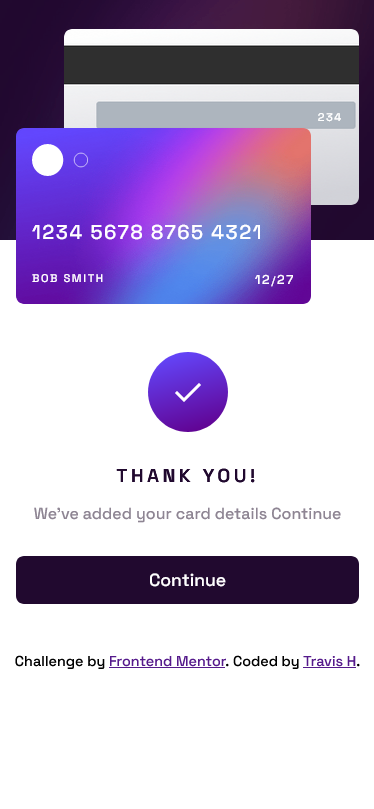 234
1234 5678 8765 4321
BOB SMITH 12/27
THANK YOU!
We've added your card details Continue
Continue
Challenge by Frontend Mentor. Coded by Travis H.